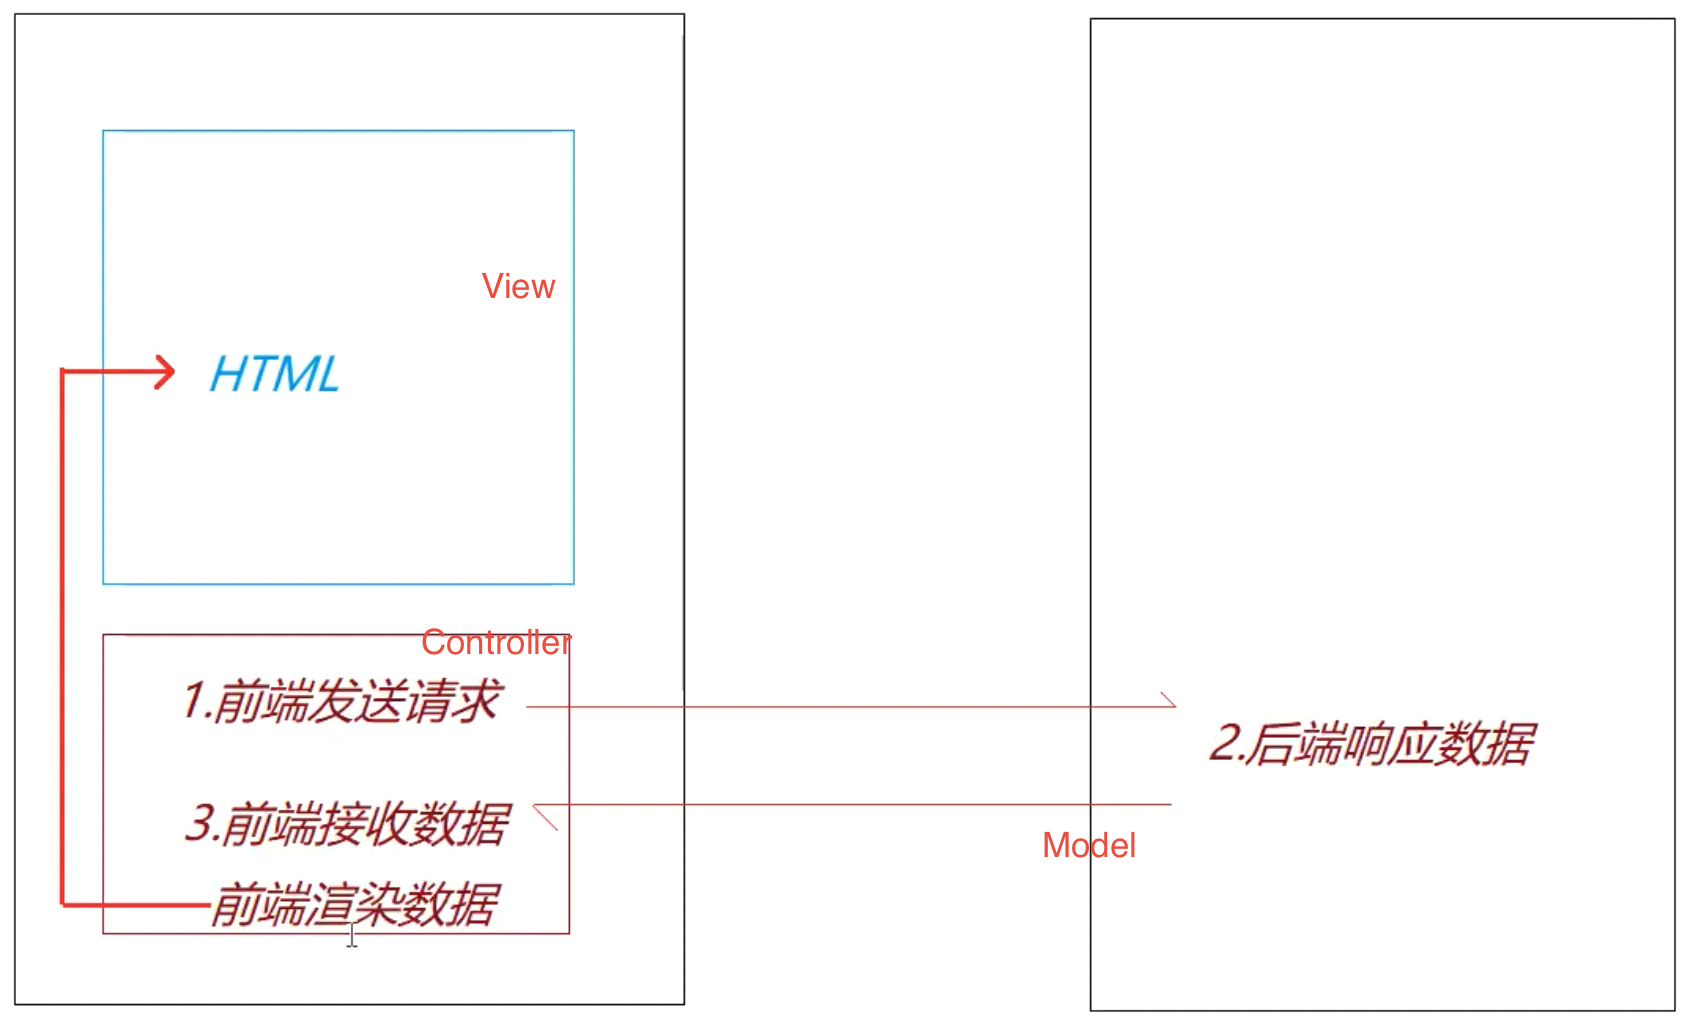 View
HTML
Controller
1.前端发送请求
2.后端响应数据
3.前端接收数据
Model
前端渲染数据